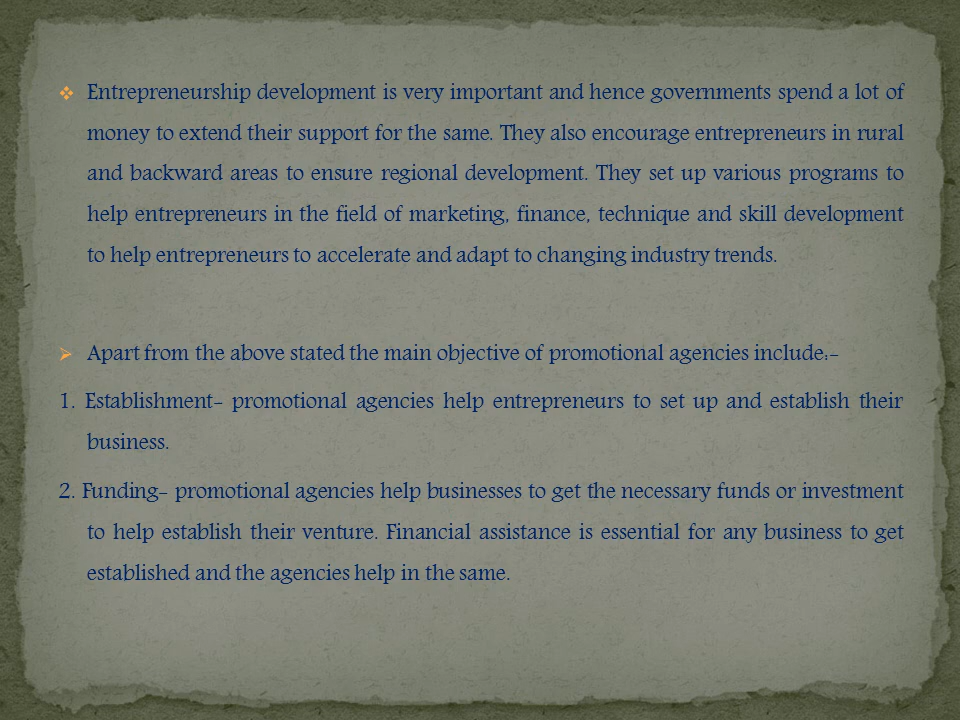 Entrepreneurship development is very important and hence governments spend a lot of
money to extend their support for the same. They also encourage entrepreneurs in rural
and backward areas to ensure regional development. They set up various programs to
help entrepreneurs in the field of marketing, finance, technique and skill development
to help entrepreneurs to accelerate and adapt to changing industry trends.
Apart from the above stated the main objective of promotional agencies include:-
1. Establishment- promotional agencies help entrepreneurs to set up and establish their
business.
2. Funding- promotional agencies help businesses to get the necessary funds or investment
to help establish their venture. Financial assistance is essential for any business to get
established and the agencies help in the same.